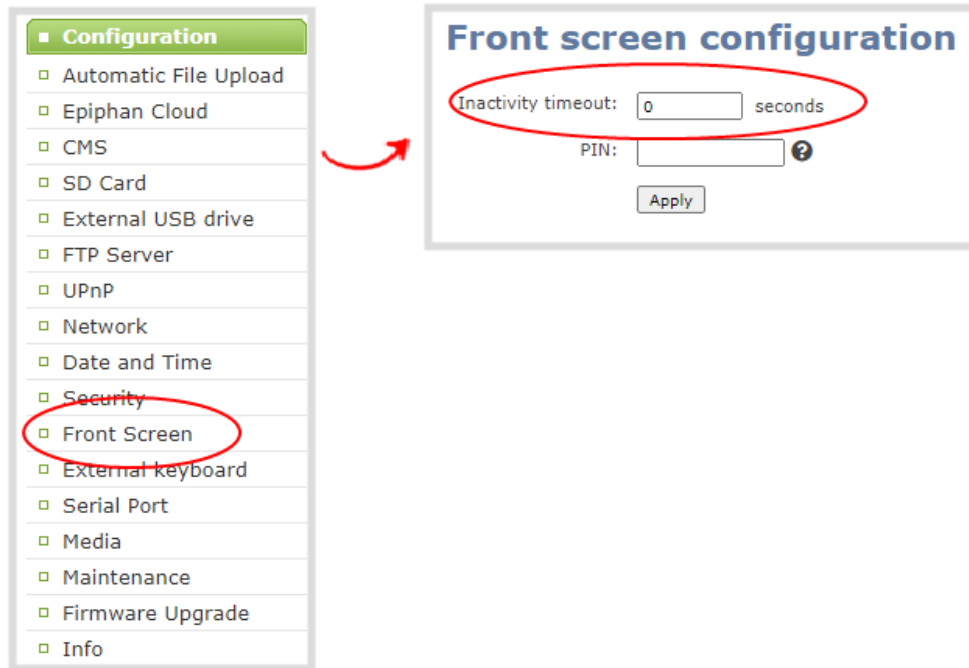 Configuration
Automatic File Upload
Epiphan Cloud
CMS
SD Card
External USB drive
FTP Server
UPnP
Network
Date and Time
Security
Front Screen
External keyboard
Serial Port
Media
Maintenance
Firmware Upgrade
Info
Front screen configuration
Inactivity timeout: 0 seconds
PIN: ?
Apply